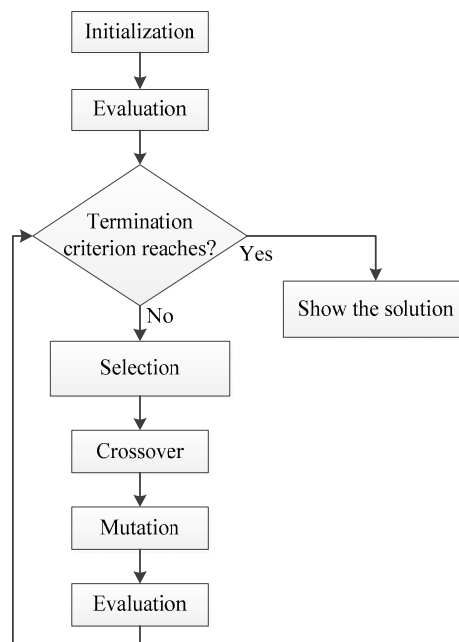 Initialization
Evaluation
Termination
criterion reaches?
Yes
Show the solution
No
Selection
Crossover
Mutation
Evaluation